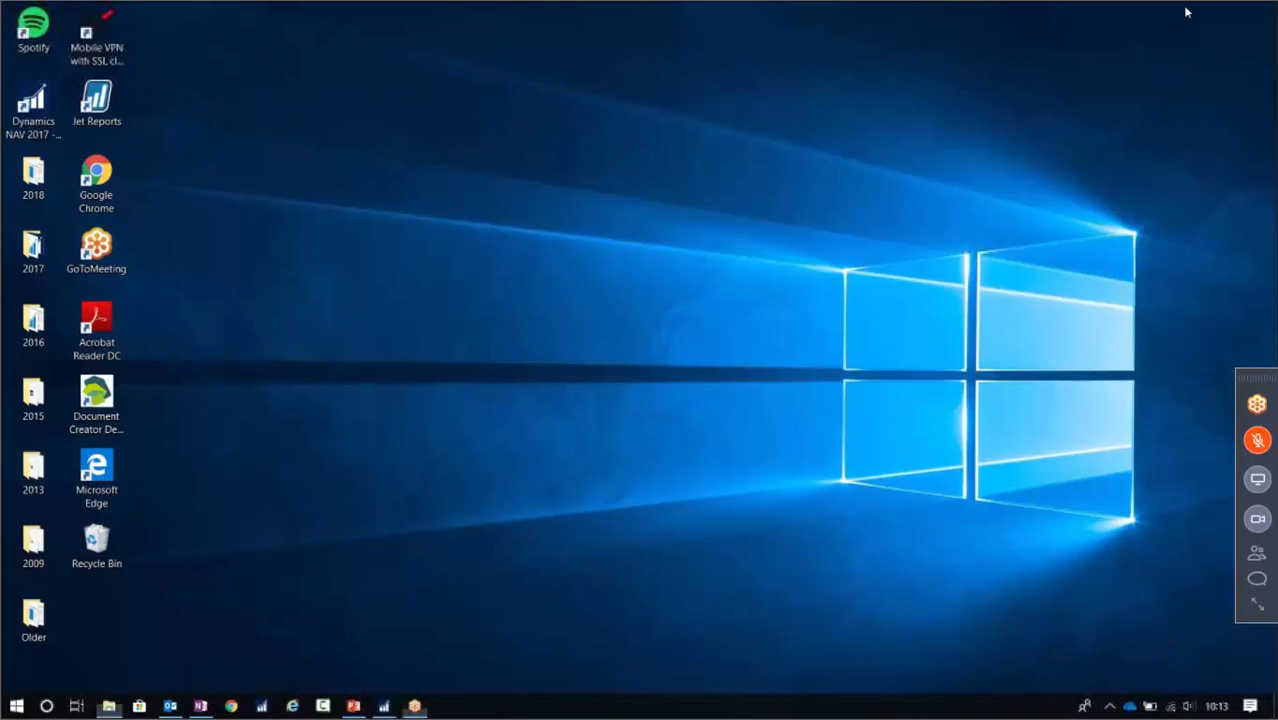 Spotify
Mobile VPN
with SSL cl...
Dynamics
NAV 2017 -...
Jet Reports
2018
Google
Chrome
2017
GoToMeeting
2016
Acrobat
Reader DC
2015
Document
Creator De...
2013
Microsoft
Edge
2009
Recycle Bin
Older
10:13